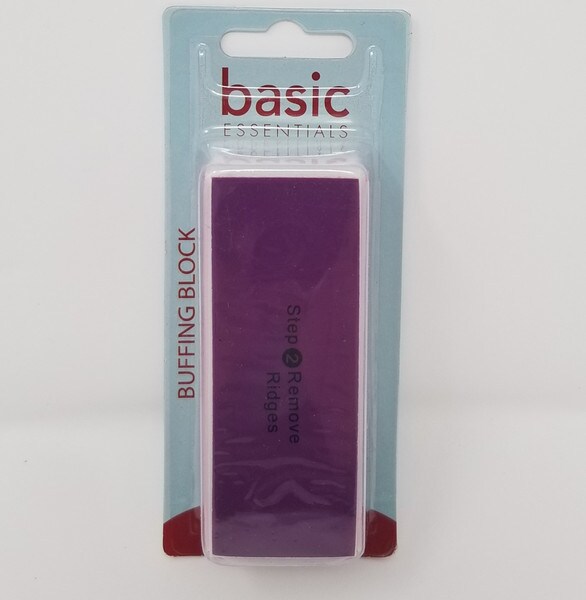 basic
ESSENTIALS
BUFFING BLOCK
Step 2 Remove
Ridges